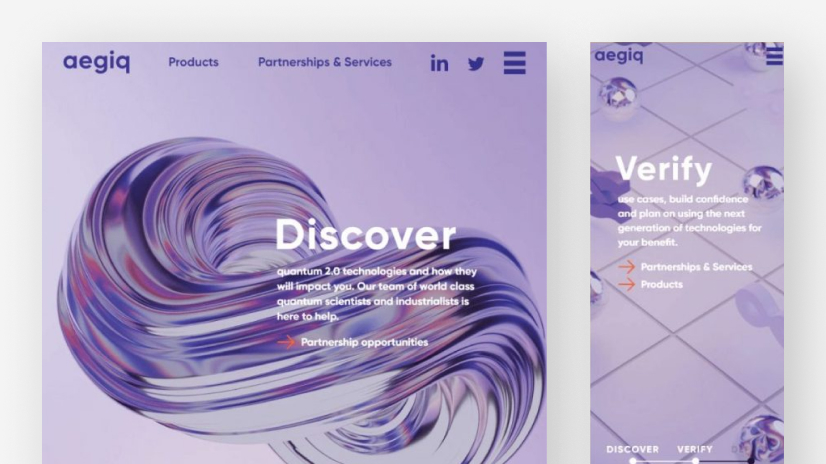 aegiq Products Partnerships & Services in
Discover
quantum 2.0 technologies and how they
will impact you. Our team of world class
quantum scientists and industrialists is
here to help.
Partnership opportunities
aegiq
Verify
use cases, build confidence
and plan on using the next
generation of technologies for
your benefit.
Partnerships & Services
Products
DISCOVER VERIFY